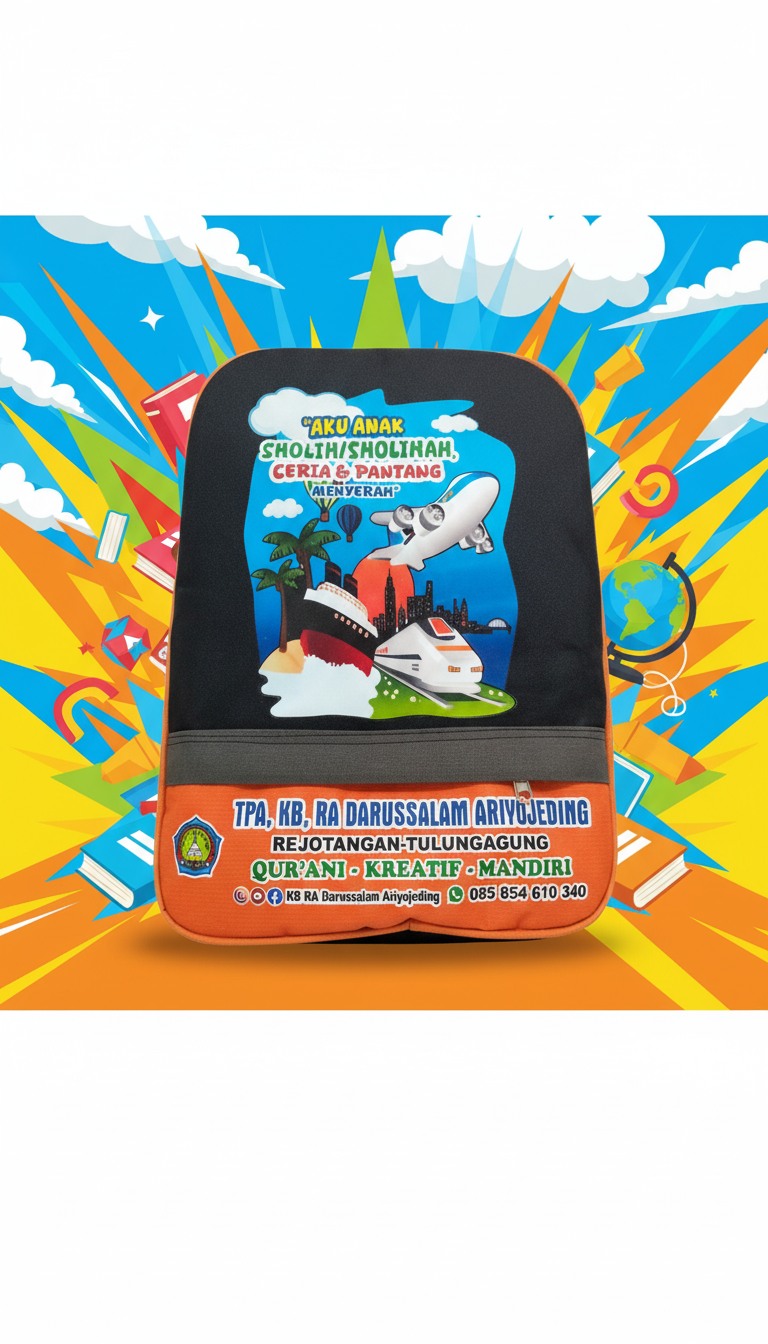 "AKU ANAK
SHOLIH/SHOLIHAH,
CERIA & PANTANG
MENYERAH"
TPA, KB, RA DARUSSALAM ARIYOJEDING
REJOTANGAN-TULUNGAGUNG
QUR'ANI - KREATIF - MANDIRI
KB RA Darussalam Ariyojeding 085 854 610 340